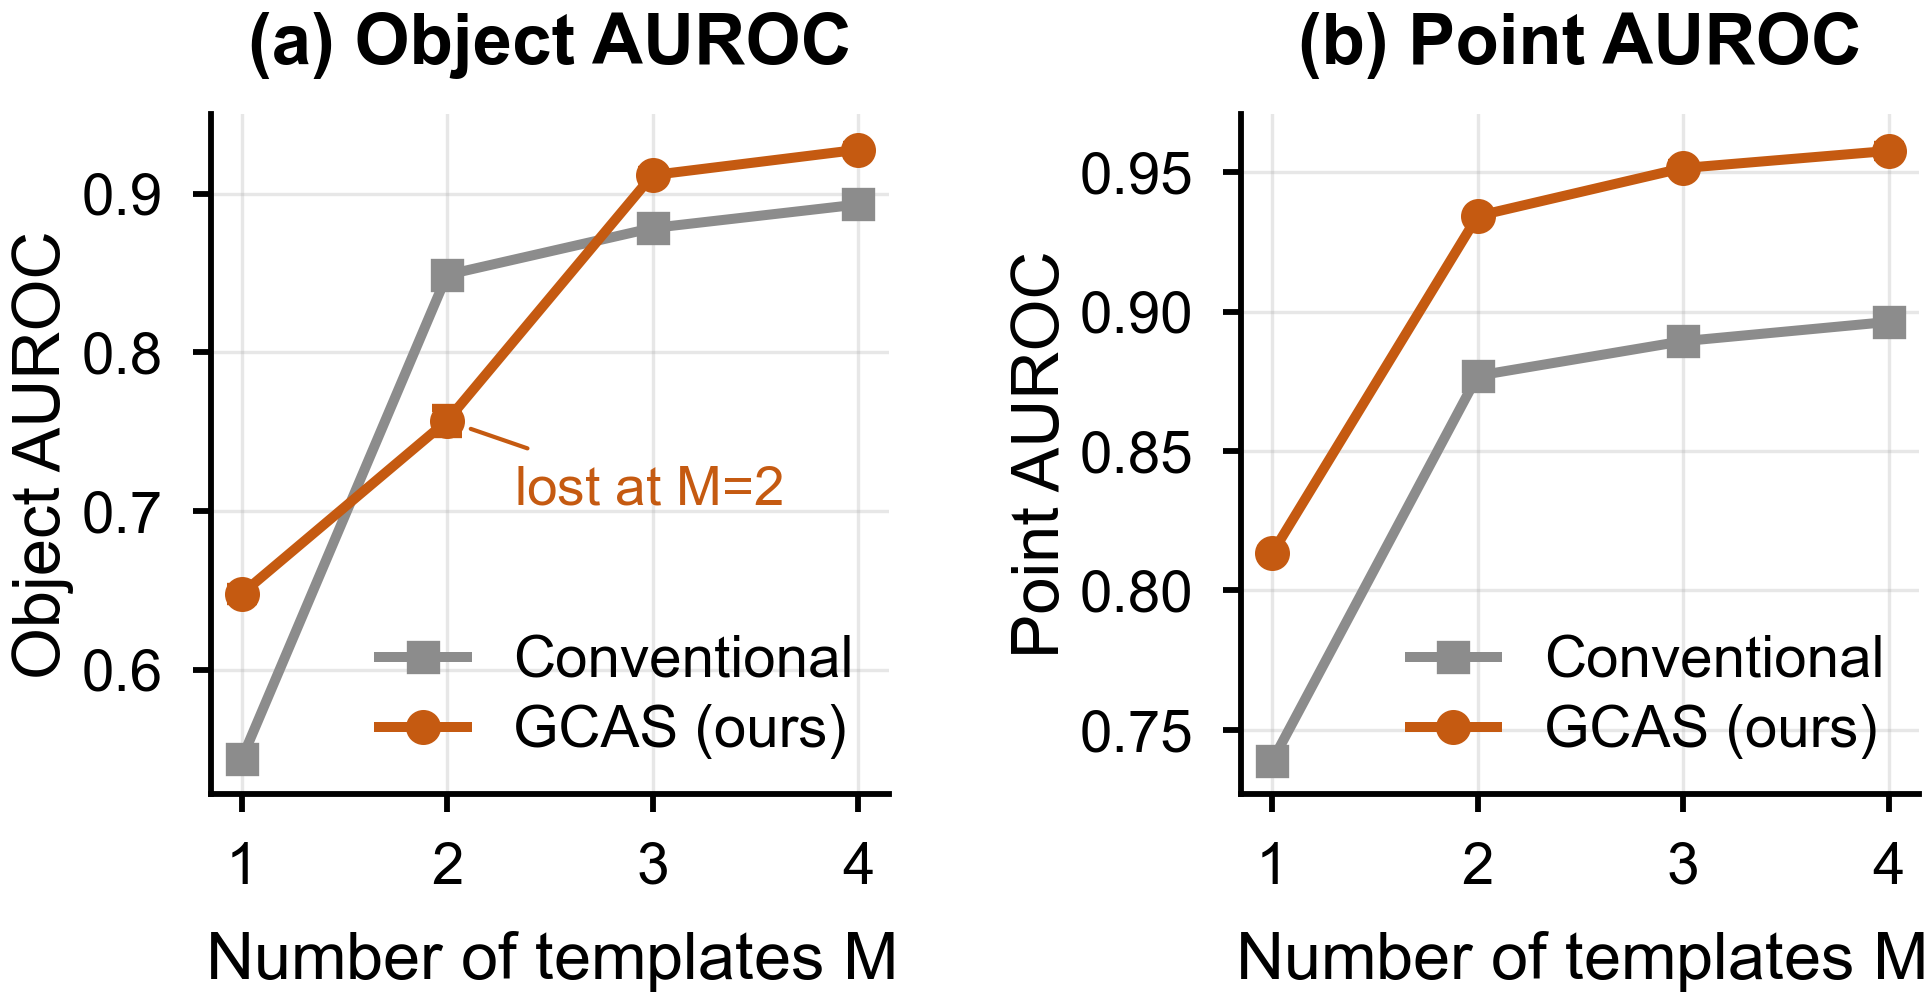 (a) Object AUROC
Object AUROC
0.9
0.8
0.7
0.6
lost at M=2
Conventional
GCAS (ours)
1 2 3 4
Number of templates M
(b) Point AUROC
Point AUROC
0.95
0.90
0.85
0.80
0.75
Conventional
GCAS (ours)
1 2 3 4
Number of templates M